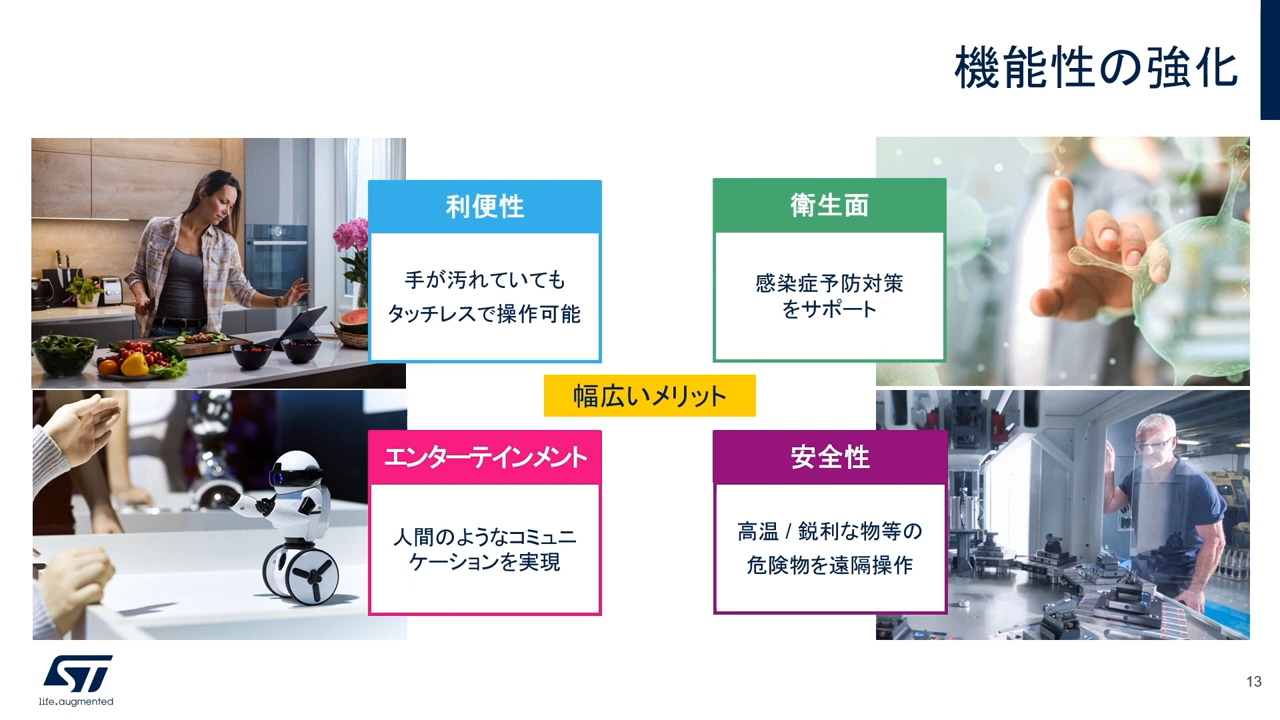 機能性の強化
利便性
手が汚れていても
タッチレスで操作可能
衛生面
感染症予防対策
をサポート
幅広いメリット
エンターテインメント
人間のようなコミュニ
ケーションを実現
安全性
高温 / 鋭利な物等の
危険物を遠隔操作
ST
life.augmented
13